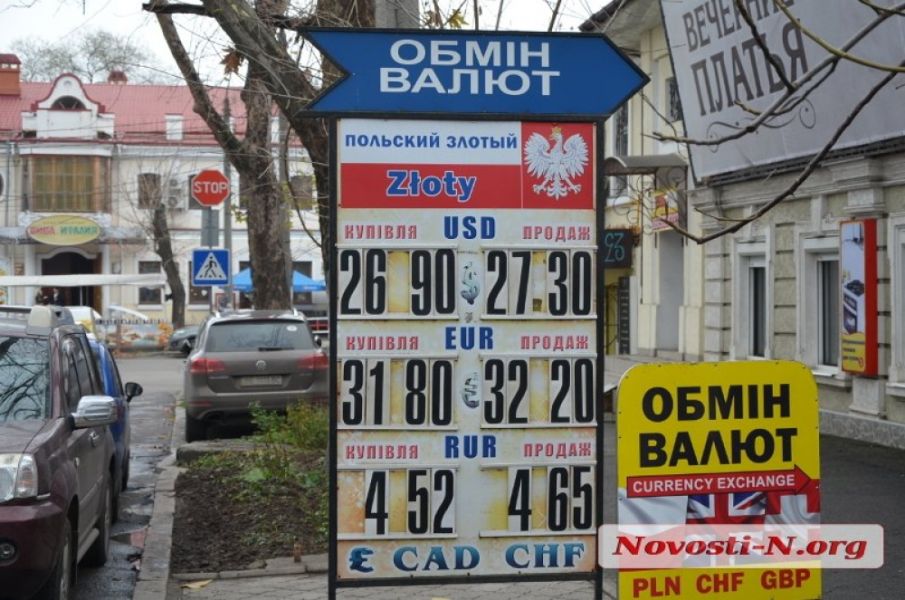 ОБМІН
ВАЛЮТ
ПОЛЬСКИЙ ЗЛОТЫЙ
Złoty
КУПІВЛЯ USD ПРОДАЖ
26 90 27 30
КУПІВЛЯ EUR ПРОДАЖ
31 80 € 32 20
КУПІВЛЯ RUR ПРОДАЖ
4 52 4 65
£ CAD CHF
STOP
ВЕЧЕРНИЕ
ПЛАТЬЯ
ОБМІН
ВАЛЮТ
CURRENCY EXCHANGE
Novosti-N.org
PLN CHF GBP